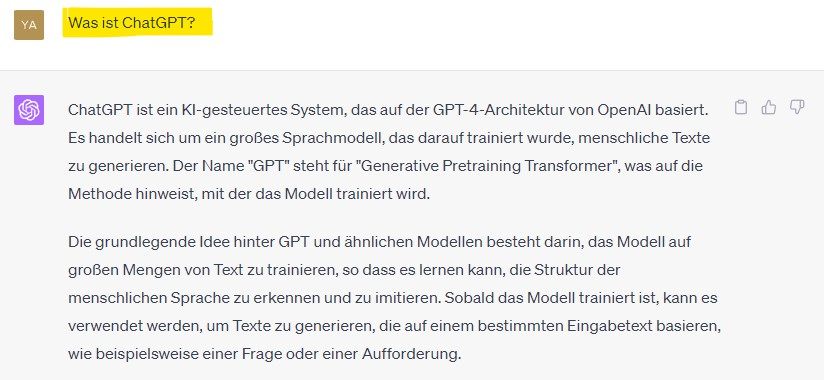 YA
Was ist ChatGPT?
ChatGPT ist ein KI-gesteuertes System, das auf der GPT-4-Architektur von OpenAI basiert.
Es handelt sich um ein großes Sprachmodell, das darauf trainiert wurde, menschliche Texte
zu generieren. Der Name "GPT" steht für "Generative Pretraining Transformer", was auf die
Methode hinweist, mit der das Modell trainiert wird.
Die grundlegende Idee hinter GPT und ähnlichen Modellen besteht darin, das Modell auf
großen Mengen von Text zu trainieren, so dass es lernen kann, die Struktur der
menschlichen Sprache zu erkennen und zu imitieren. Sobald das Modell trainiert ist, kann es
verwendet werden, um Texte zu generieren, die auf einem bestimmten Eingabetext basieren,
wie beispielsweise einer Frage oder einer Aufforderung.